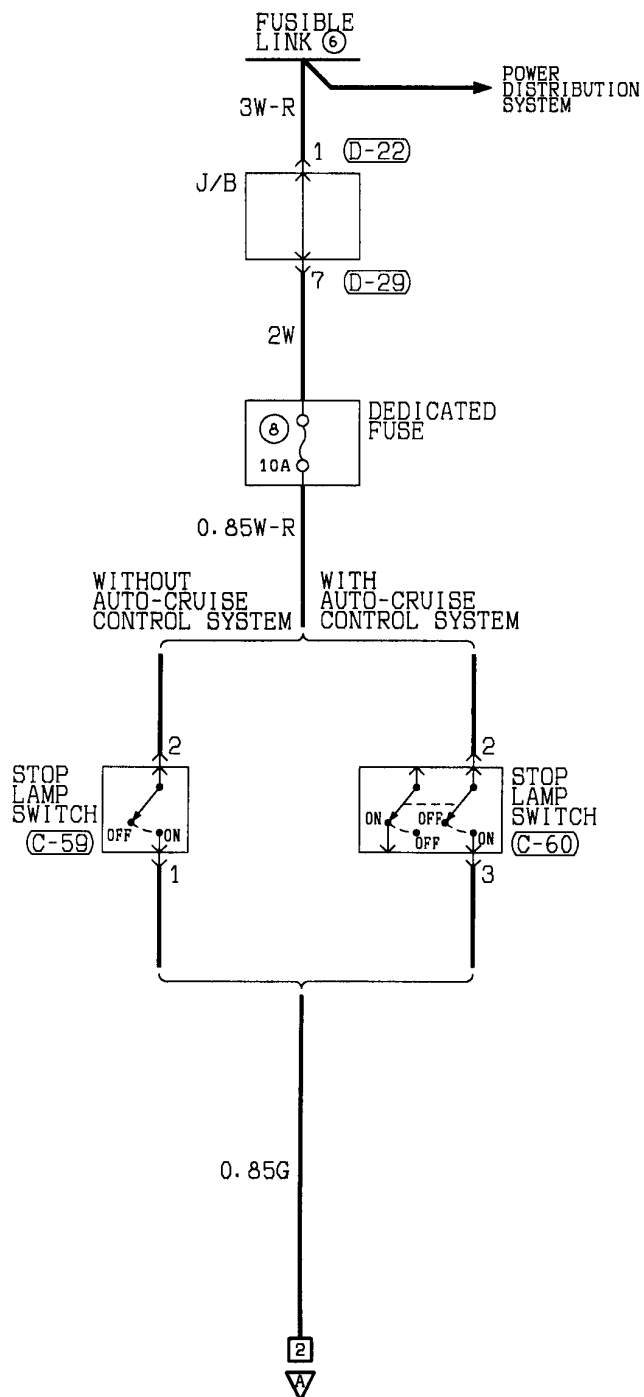 FUSIBLE
LINK ⑥
POWER
DISTRIBUTION
SYSTEM
3W-R
1 D-22
J/B
7 D-29
2W
DEDICATED
FUSE
⑧
10A
0.85W-R
WITHOUT
AUTO-CRUISE
CONTROL SYSTEM
WITH
AUTO-CRUISE
CONTROL SYSTEM
2
2
STOP
LAMP
SWITCH
C-59
OFF ON
ON OFF
OFF ON
STOP
LAMP
SWITCH
C-60
1
3
0.85G
2
A